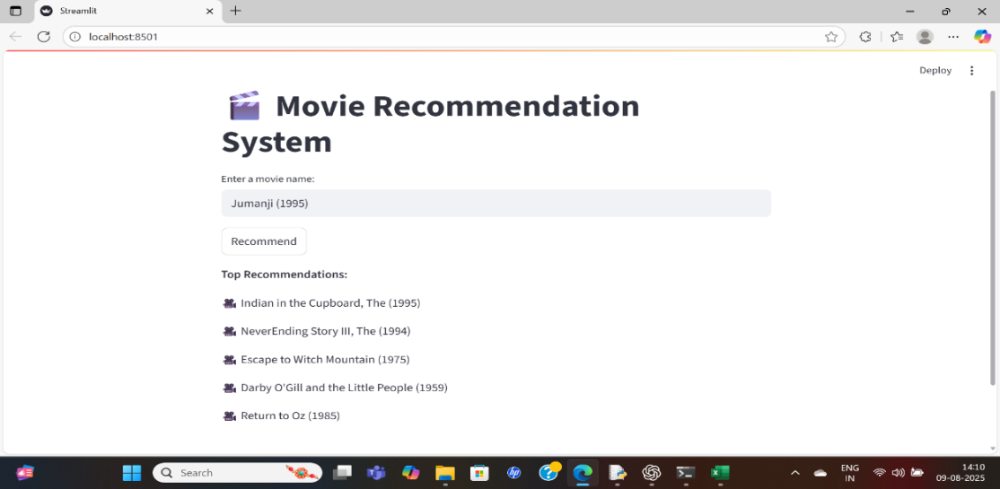 Streamlit
localhost:8501
Deploy
Movie Recommendation
System
Enter a movie name:
Jumanji (1995)
Recommend
Top Recommendations:
Indian in the Cupboard, The (1995)
NeverEnding Story III, The (1994)
Escape to Witch Mountain (1975)
Darby O'Gill and the Little People (1959)
Return to Oz (1985)
Search
hp
ENG
IN
14:10
09-08-2025